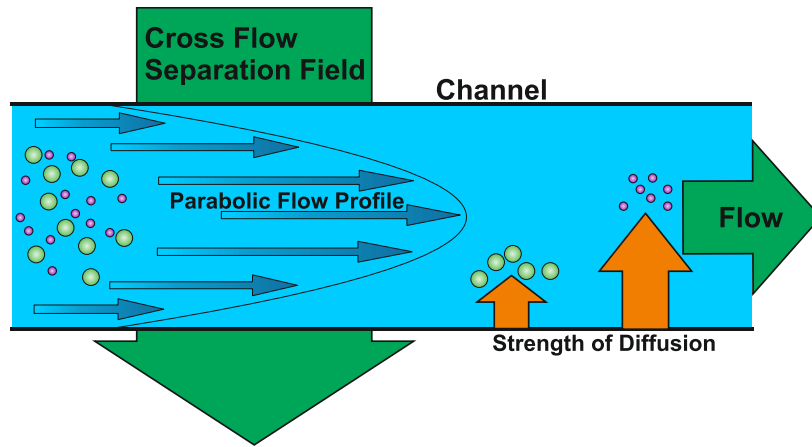 Cross Flow
Separation Field
Channel
Parabolic Flow Profile
Flow
Strength of Diffusion